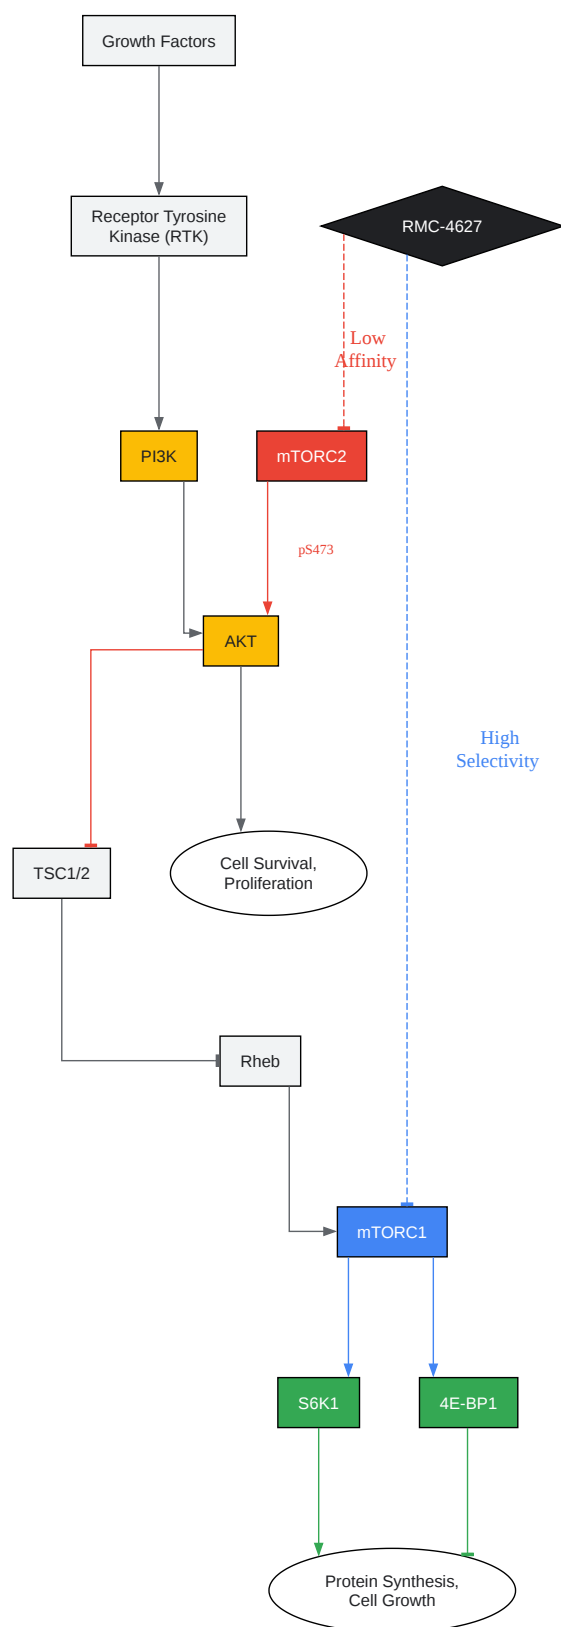 Growth Factors
Receptor Tyrosine
Kinase (RTK)
RMC-4627
Low
Affinity
PI3K
mTORC2
pS473
AKT
High
Selectivity
Cell Survival,
Proliferation
TSC1/2
Rheb
mTORC1
S6K1
4E-BP1
Protein Synthesis,
Cell Growth